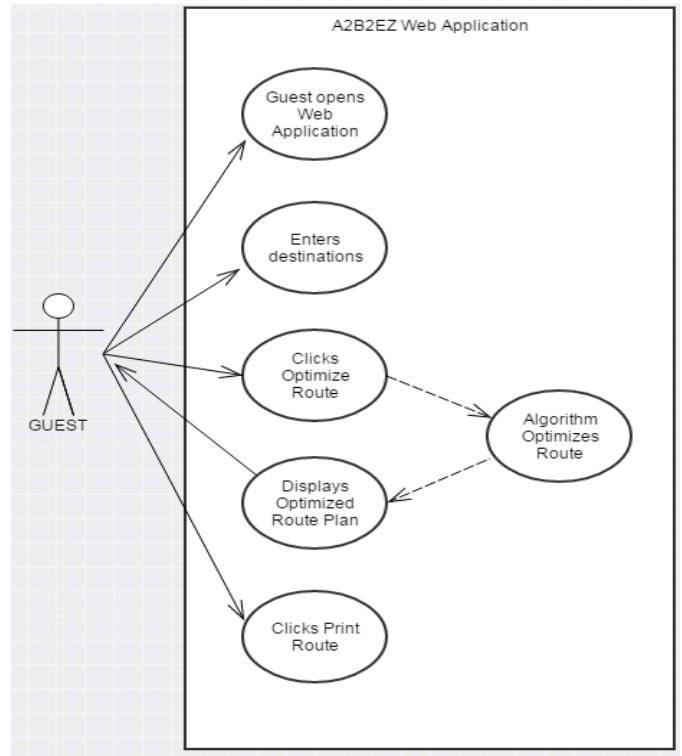 A2B2EZ Web Application
Guest opens
Web
Application
Enters
destinations
Clicks
Optimize
Route
Algorithm
Optimizes
Route
GUEST
Displays
Optimized
Route Plan
Clicks Print
Route